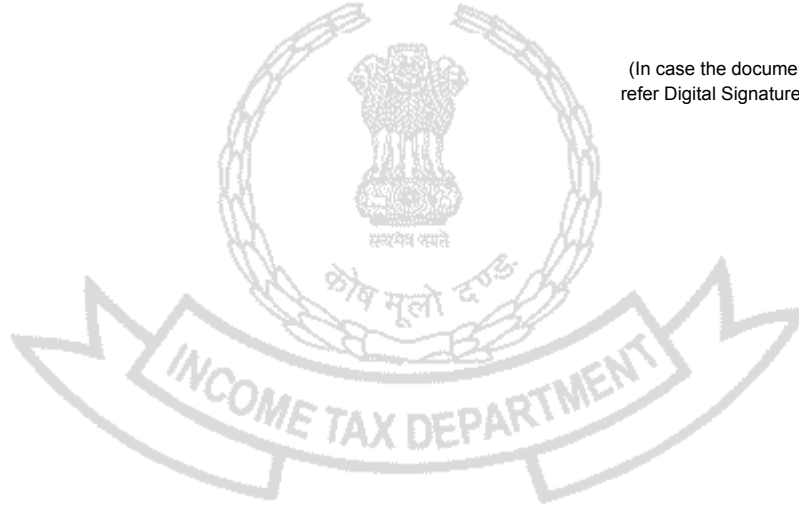 (In case the docume
refer Digital Signature
सत्यमेव जयते
कोष मूलो दण्डः
INCOME TAX DEPARTMENT